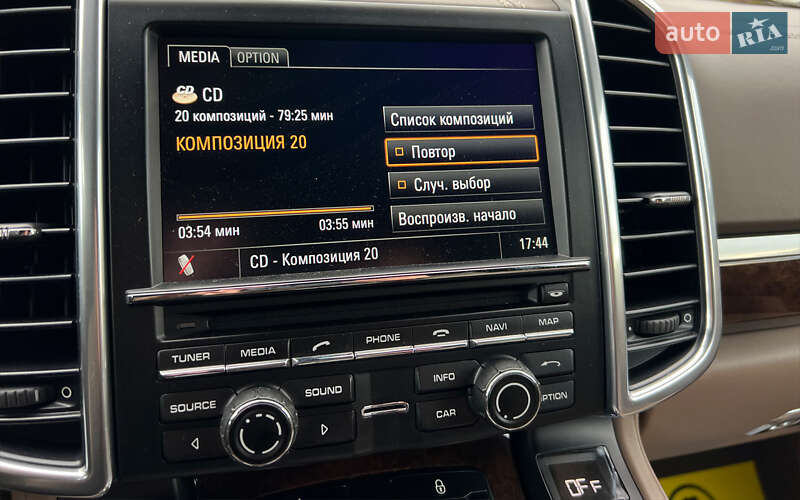 auto RIA
.com
MEDIA OPTION
CD CD
20 композиций - 79:25 мин
КОМПОЗИЦИЯ 20
Список композиций
Повтор
Случ. выбор
Воспроизв. начало
03:54 мин 03:55 мин
CD - Композиция 20
17:44
TUNER MEDIA PHONE NAVI MAP
SOURCE SOUND INFO
CAR OPTION
OFF